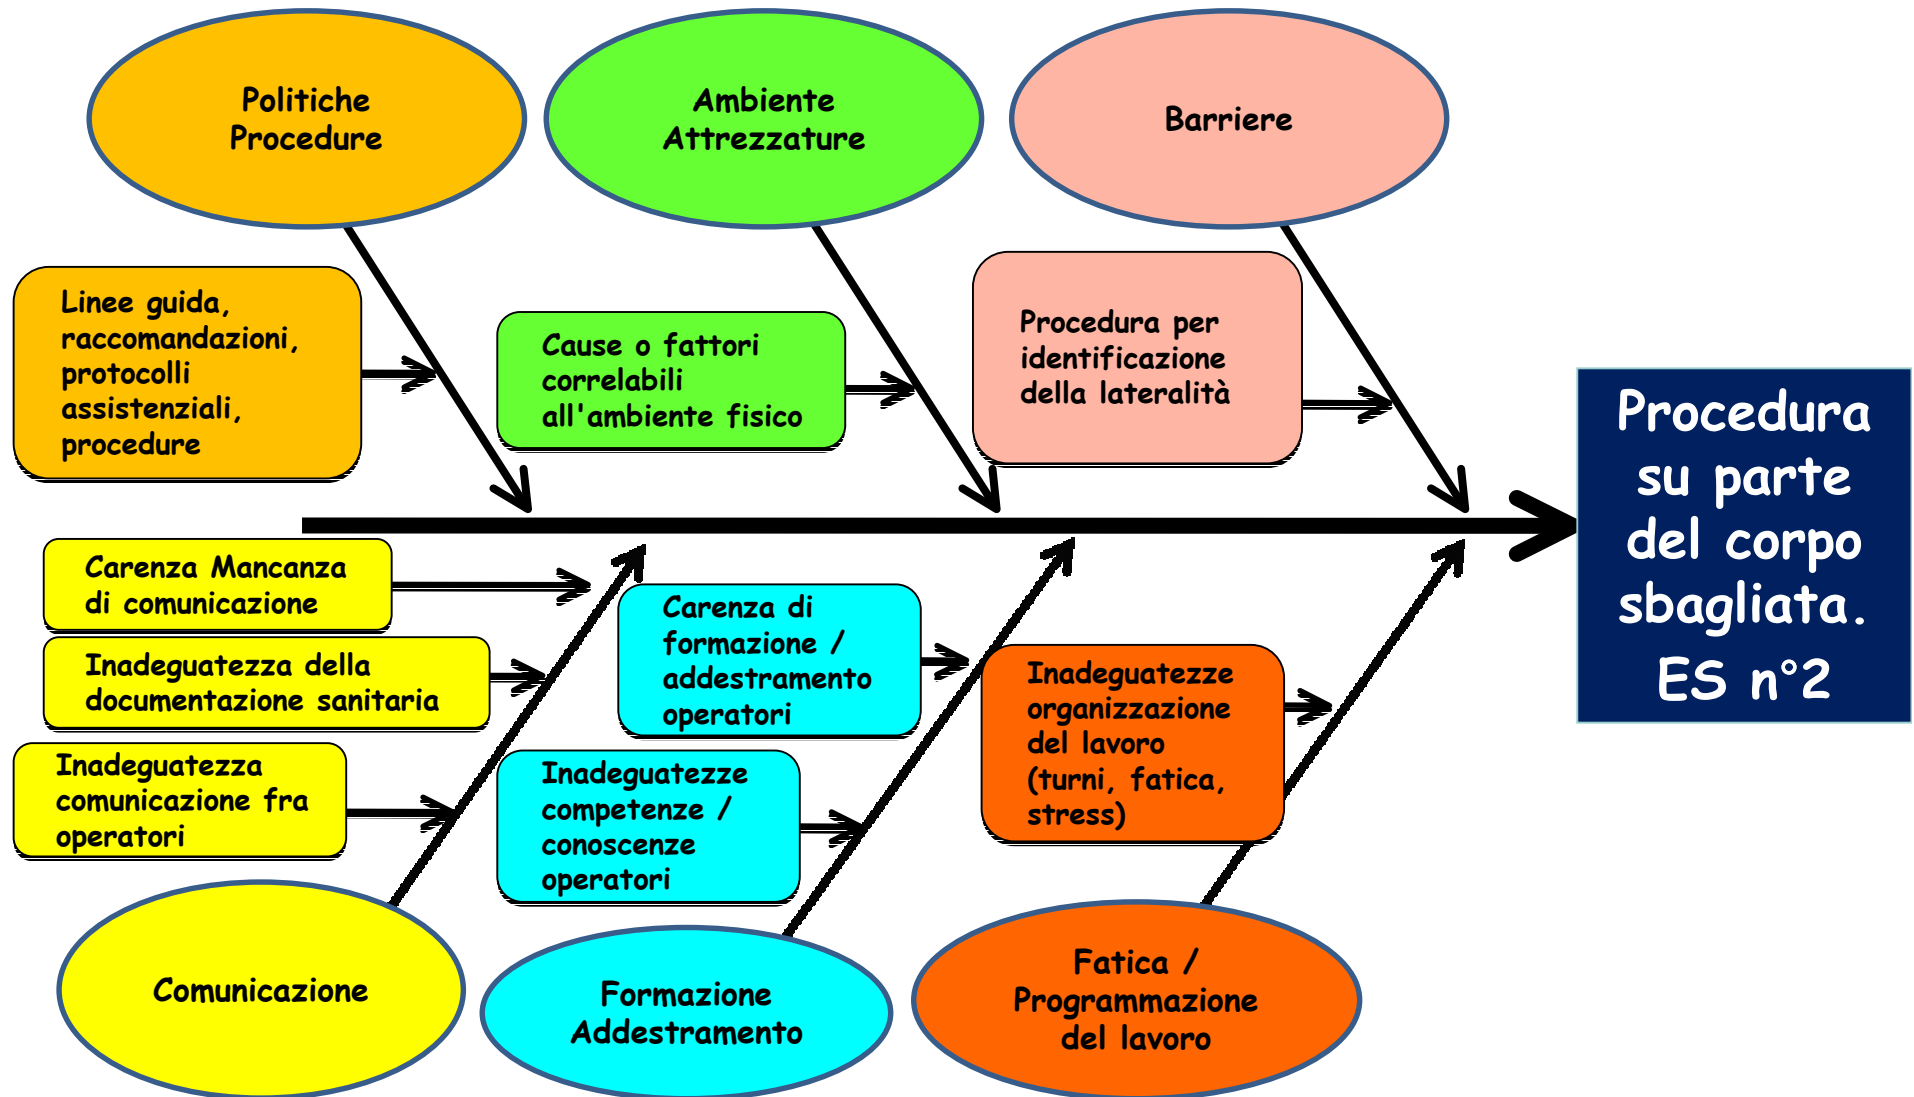 Politiche
Procedure
Ambiente
Attrezzature
Barriere
Linee guida,
raccomandazioni,
protocolli
assistenziali,
procedure
Cause o fattori
correlabili
all'ambiente fisico
Procedura per
identificazione
della lateralità
Procedura
su parte
del corpo
sbagliata.
ES n°2
Carenza Mancanza
di comunicazione
Inadeguatezza della
documentazione sanitaria
Inadeguatezza
comunicazione fra
operatori
Carenza di
formazione /
addestramento
operatori
Inadeguatezze
competenze /
conoscenze
operatori
Inadeguatezze
organizzazione
del lavoro
(turni, fatica,
stress)
Comunicazione
Formazione
Addestramento
Fatica /
Programmazione
del lavoro